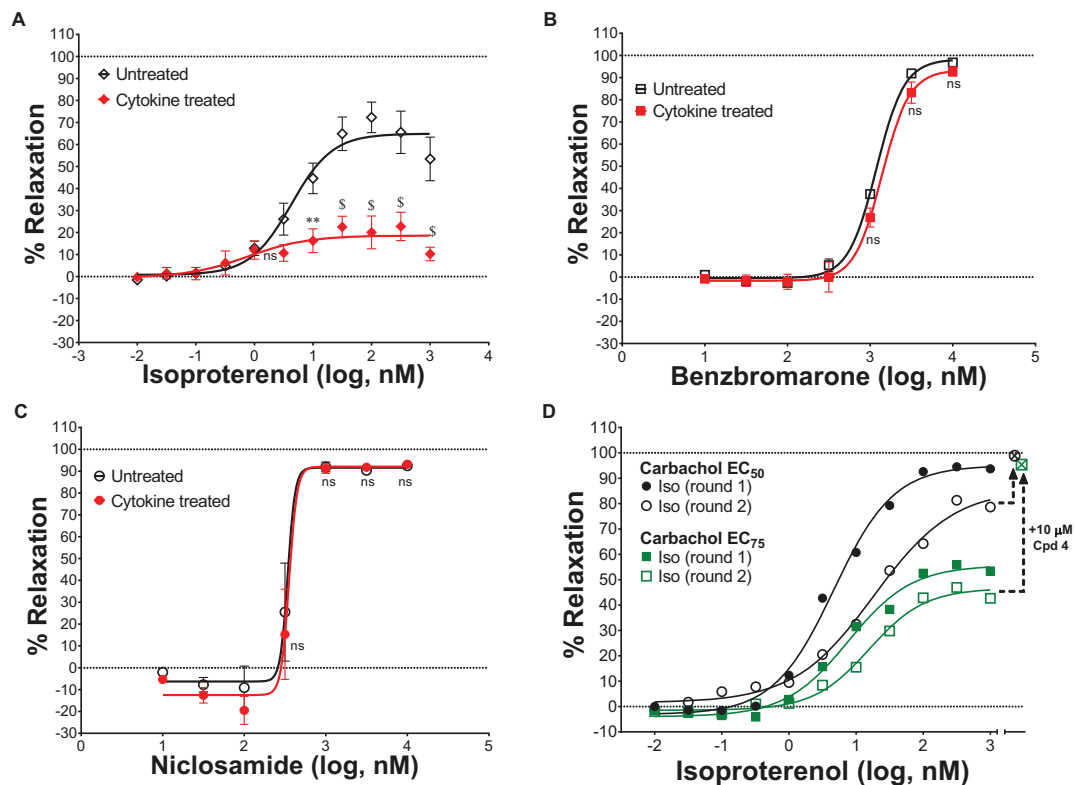 A
Untreated
Cytokine treated
% Relaxation
100
90
80
70
60
50
40
30
20
10
0
-10
-20
-30
ns
**
$
$
$
$
-3
-2
-1
0
1
2
3
4
Isoproterenol (log, nM)
B
Untreated
Cytokine treated
% Relaxation
100
90
80
70
60
50
40
30
20
10
0
-10
-20
-30
ns
ns
ns
0
1
2
3
4
5
Benzbromarone (log, nM)
C
Untreated
Cytokine treated
% Relaxation
100
90
80
70
60
50
40
30
20
10
0
-10
-20
-30
ns
ns
ns
ns
0
1
2
3
4
5
Niclosamide (log, nM)
D
Carbachol EC50
Iso (round 1)
Iso (round 2)
Carbachol EC75
Iso (round 1)
Iso (round 2)
+10 μM
Cpd 4
% Relaxation
100
90
80
70
60
50
40
30
20
10
0
-10
-2
-1
0
1
2
3
Isoproterenol (log, nM)